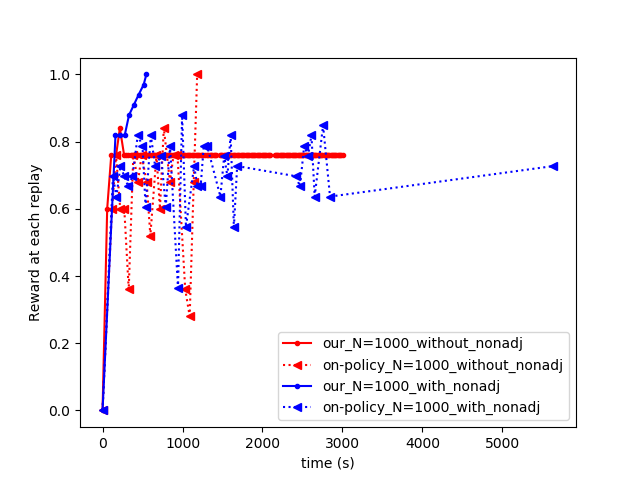 1.0
0.8
0.6
0.4
0.2
0.0
Reward at each replay
our_N=1000_without_nonadj
on-policy_N=1000_without_nonadj
our_N=1000_with_nonadj
on-policy_N=1000_with_nonadj
0 1000 2000 3000 4000 5000
time (s)